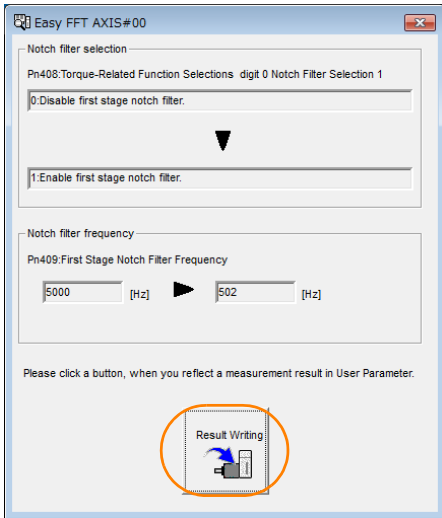 Easy FFT AXIS#00
Notch filter selection
Pn408:Torque-Related Function Selections  digit 0 Notch Filter Selection 1
0:Disable first stage notch filter.
1:Enable first stage notch filter.
Notch filter frequency
Pn409:First Stage Notch Filter Frequency
5000 [Hz] 502 [Hz]
Please click a button, when you reflect a measurement result in User Parameter.
Result Writing